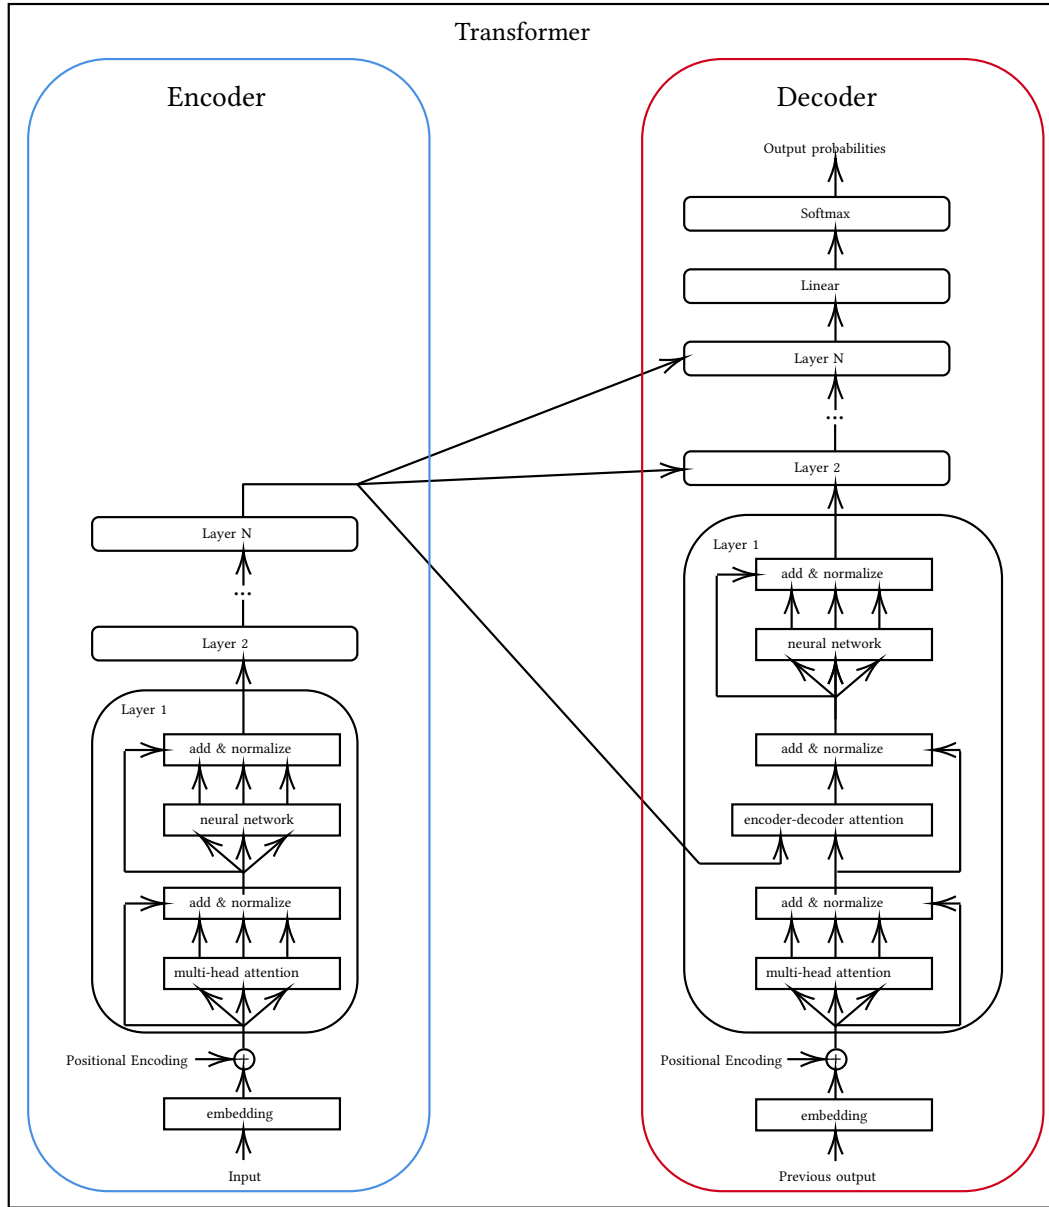 Transformer
Encoder
Layer N
...
Layer 2
Layer 1
add & normalize
neural network
add & normalize
multi-head attention
Positional Encoding
+
embedding
Input
Decoder
Output probabilities
Softmax
Linear
Layer N
...
Layer 2
Layer 1
add & normalize
neural network
add & normalize
encoder-decoder attention
add & normalize
multi-head attention
Positional Encoding
+
embedding
Previous output